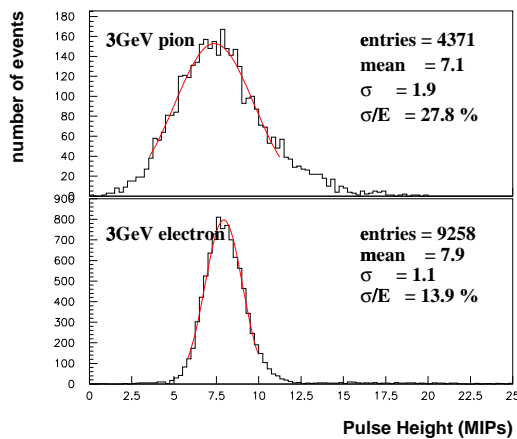 number of events
180
160
140
120
100
80
60
40
20
0
3GeV pion
entries = 4371
mean = 7.1
σ = 1.9
σ/E = 27.8 %
900
800
700
600
500
400
300
200
100
0
3GeV electron
entries = 9258
mean = 7.9
σ = 1.1
σ/E = 13.9 %
0 2.5 5 7.5 10 12.5 15 17.5 20 22.5 25
Pulse Height (MIPs)